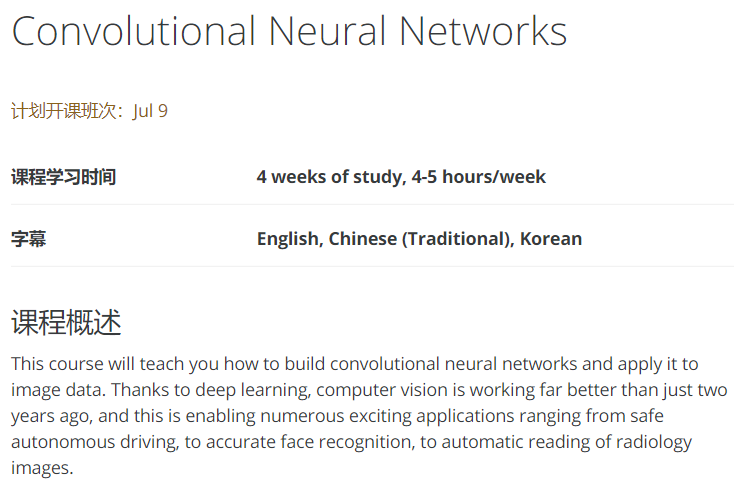 Convolutional Neural Networks
计划开课班次：Jul 9
课程学习时间 4 weeks of study, 4-5 hours/week
字幕 English, Chinese (Traditional), Korean
课程概述
This course will teach you how to build convolutional neural networks and apply it to
image data. Thanks to deep learning, computer vision is working far better than just two
years ago, and this is enabling numerous exciting applications ranging from safe
autonomous driving, to accurate face recognition, to automatic reading of radiology
images.